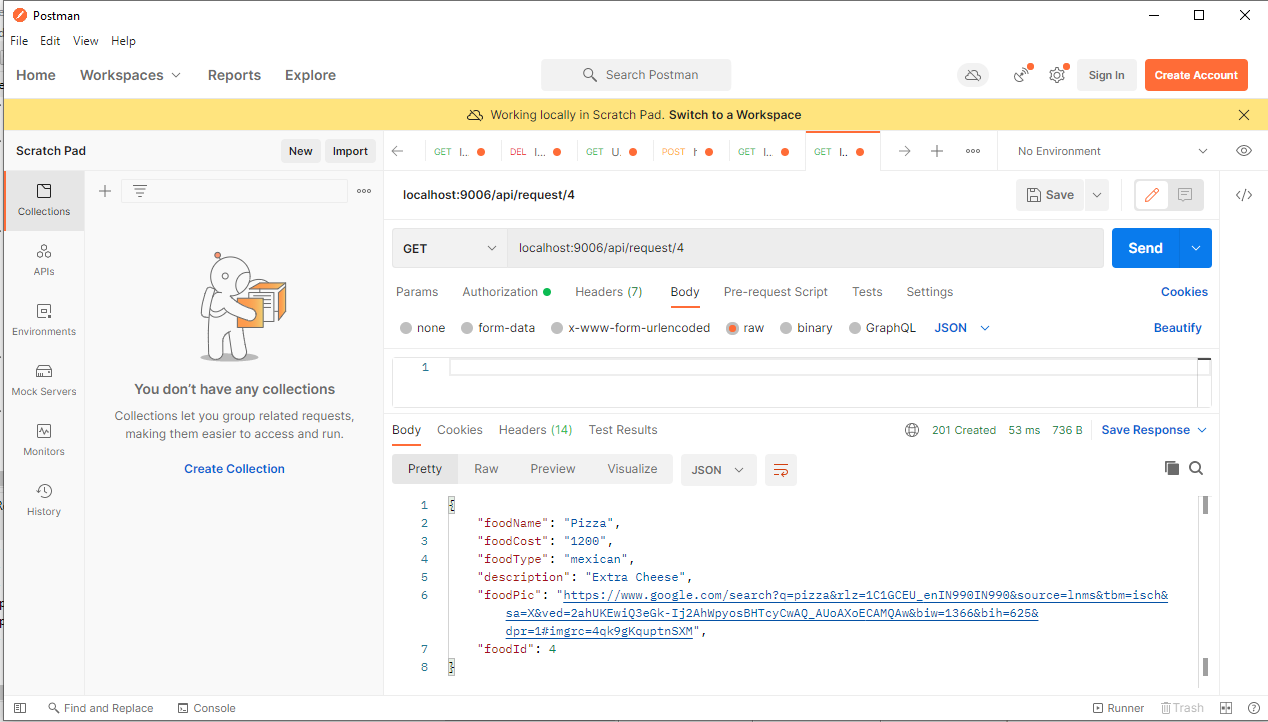 Postman
File Edit View Help
Home Workspaces Reports Explore Search Postman Sign In Create Account
Working locally in Scratch Pad. Switch to a Workspace
Scratch Pad New Import GET I... DEL I... GET U. POST GET I... GET I.. No Environment
Collections
APIs
Environments
Mock Servers
Monitors
History
You don't have any collections
Collections let you group related requests,
making them easier to access and run.
Create Collection
localhost:9006/api/request/4 Save
GET localhost:9006/api/request/4 Send
Params Authorization Headers (7) Body Pre-request Script Tests Settings Cookies
none form-data x-www-form-urlencoded raw binary GraphQL JSON Beautify
1
Body Cookies Headers (14) Test Results 201 Created 53 ms 736 B Save Response
Pretty Raw Preview Visualize JSON
1 {
2 "foodName": "Pizza",
3 "foodCost": "1200",
4 "foodType": "mexican",
5 "description": "Extra Cheese",
6 "foodPic": "https://www.google.com/search?q=pizza&rlz=1C1GCEU_enIN990IN990&source=lnms&tbm=isch&
sa=X&ved=2ahUKEwiQ3eGk-Ij2AhWpyosBHTcyCwAQ_AUoAXoECAMQAw&biw=1366&bih=625&
dpr=1#imgrc=4qk9gKquptnSXM",
7 "foodId": 4
8 }
Find and Replace Console Runner Trash